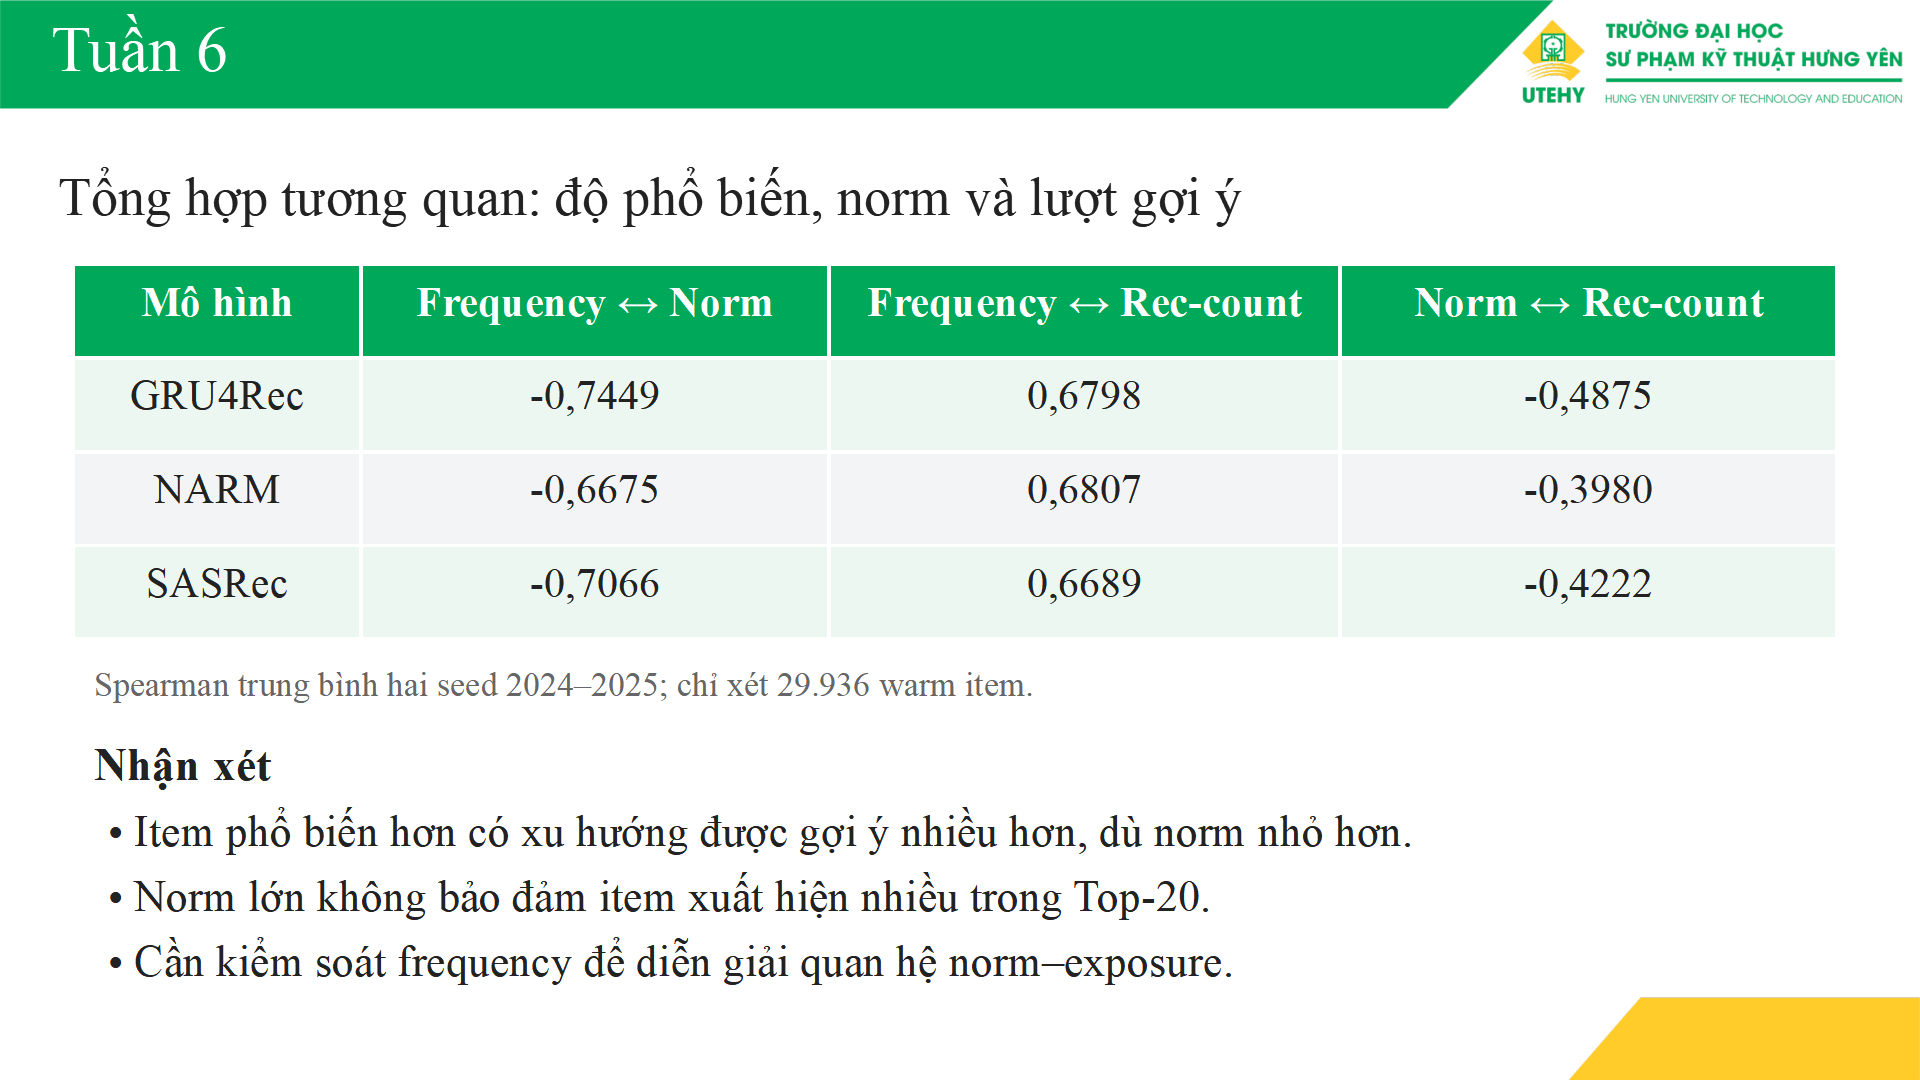 Tuần 6
UTEHY
TRƯỜNG ĐẠI HỌC
SƯ PHẠM KỸ THUẬT HƯNG YÊN
HUNG YEN UNIVERSITY OF TECHNOLOGY AND EDUCATION
Tổng hợp tương quan: độ phổ biến, norm và lượt gợi ý
Mô hình Frequency ↔ Norm Frequency ↔ Rec-count Norm ↔ Rec-count
GRU4Rec -0,7449 0,6798 -0,4875
NARM -0,6675 0,6807 -0,3980
SASRec -0,7066 0,6689 -0,4222
Spearman trung bình hai seed 2024–2025; chỉ xét 29.936 warm item.
Nhận xét
• Item phổ biến hơn có xu hướng được gợi ý nhiều hơn, dù norm nhỏ hơn.
• Norm lớn không bảo đảm item xuất hiện nhiều trong Top-20.
• Cần kiểm soát frequency để diễn giải quan hệ norm–exposure.